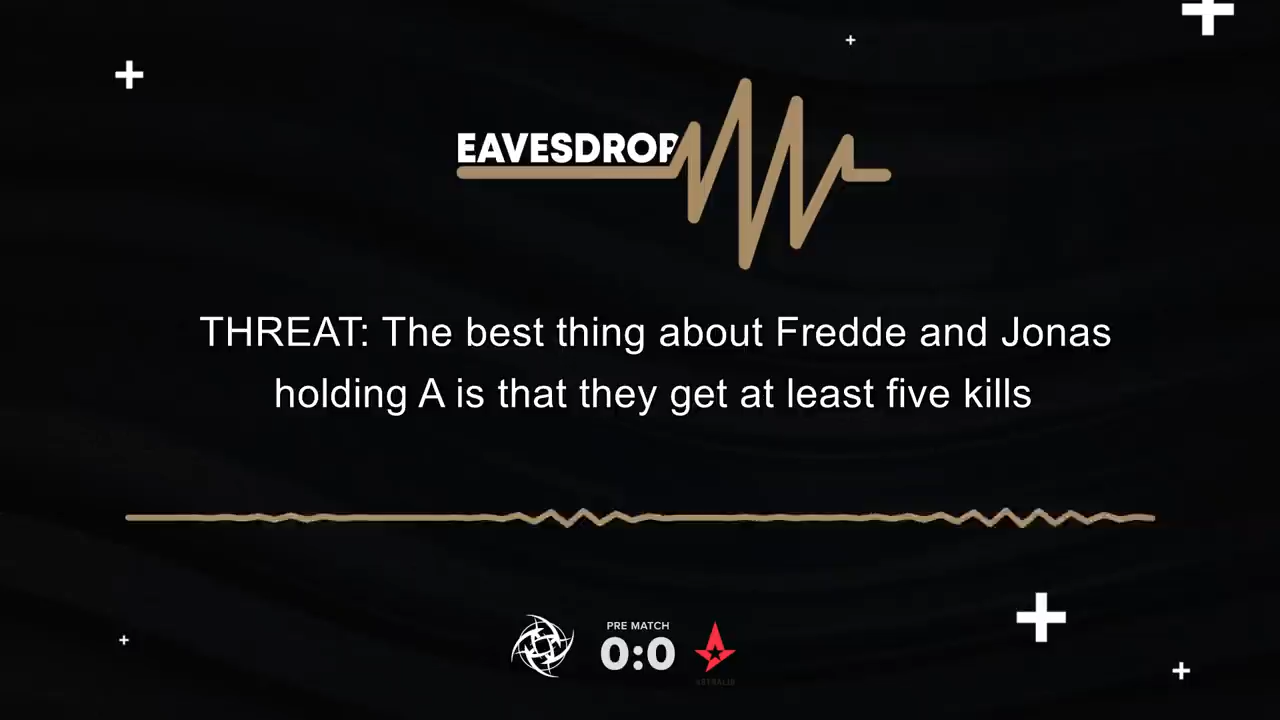 EAVESDROP
THREAT: The best thing about Fredde and Jonas
holding A is that they get at least five kills
PRE MATCH
0:0
ASTRALIS